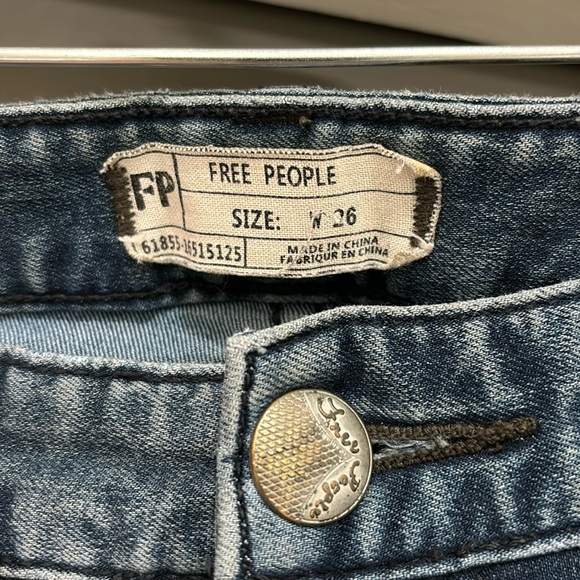 FP
FREE PEOPLE
SIZE: W 26
61855-16515125
MADE IN CHINA
FABRIQUE EN CHINA
Free
People